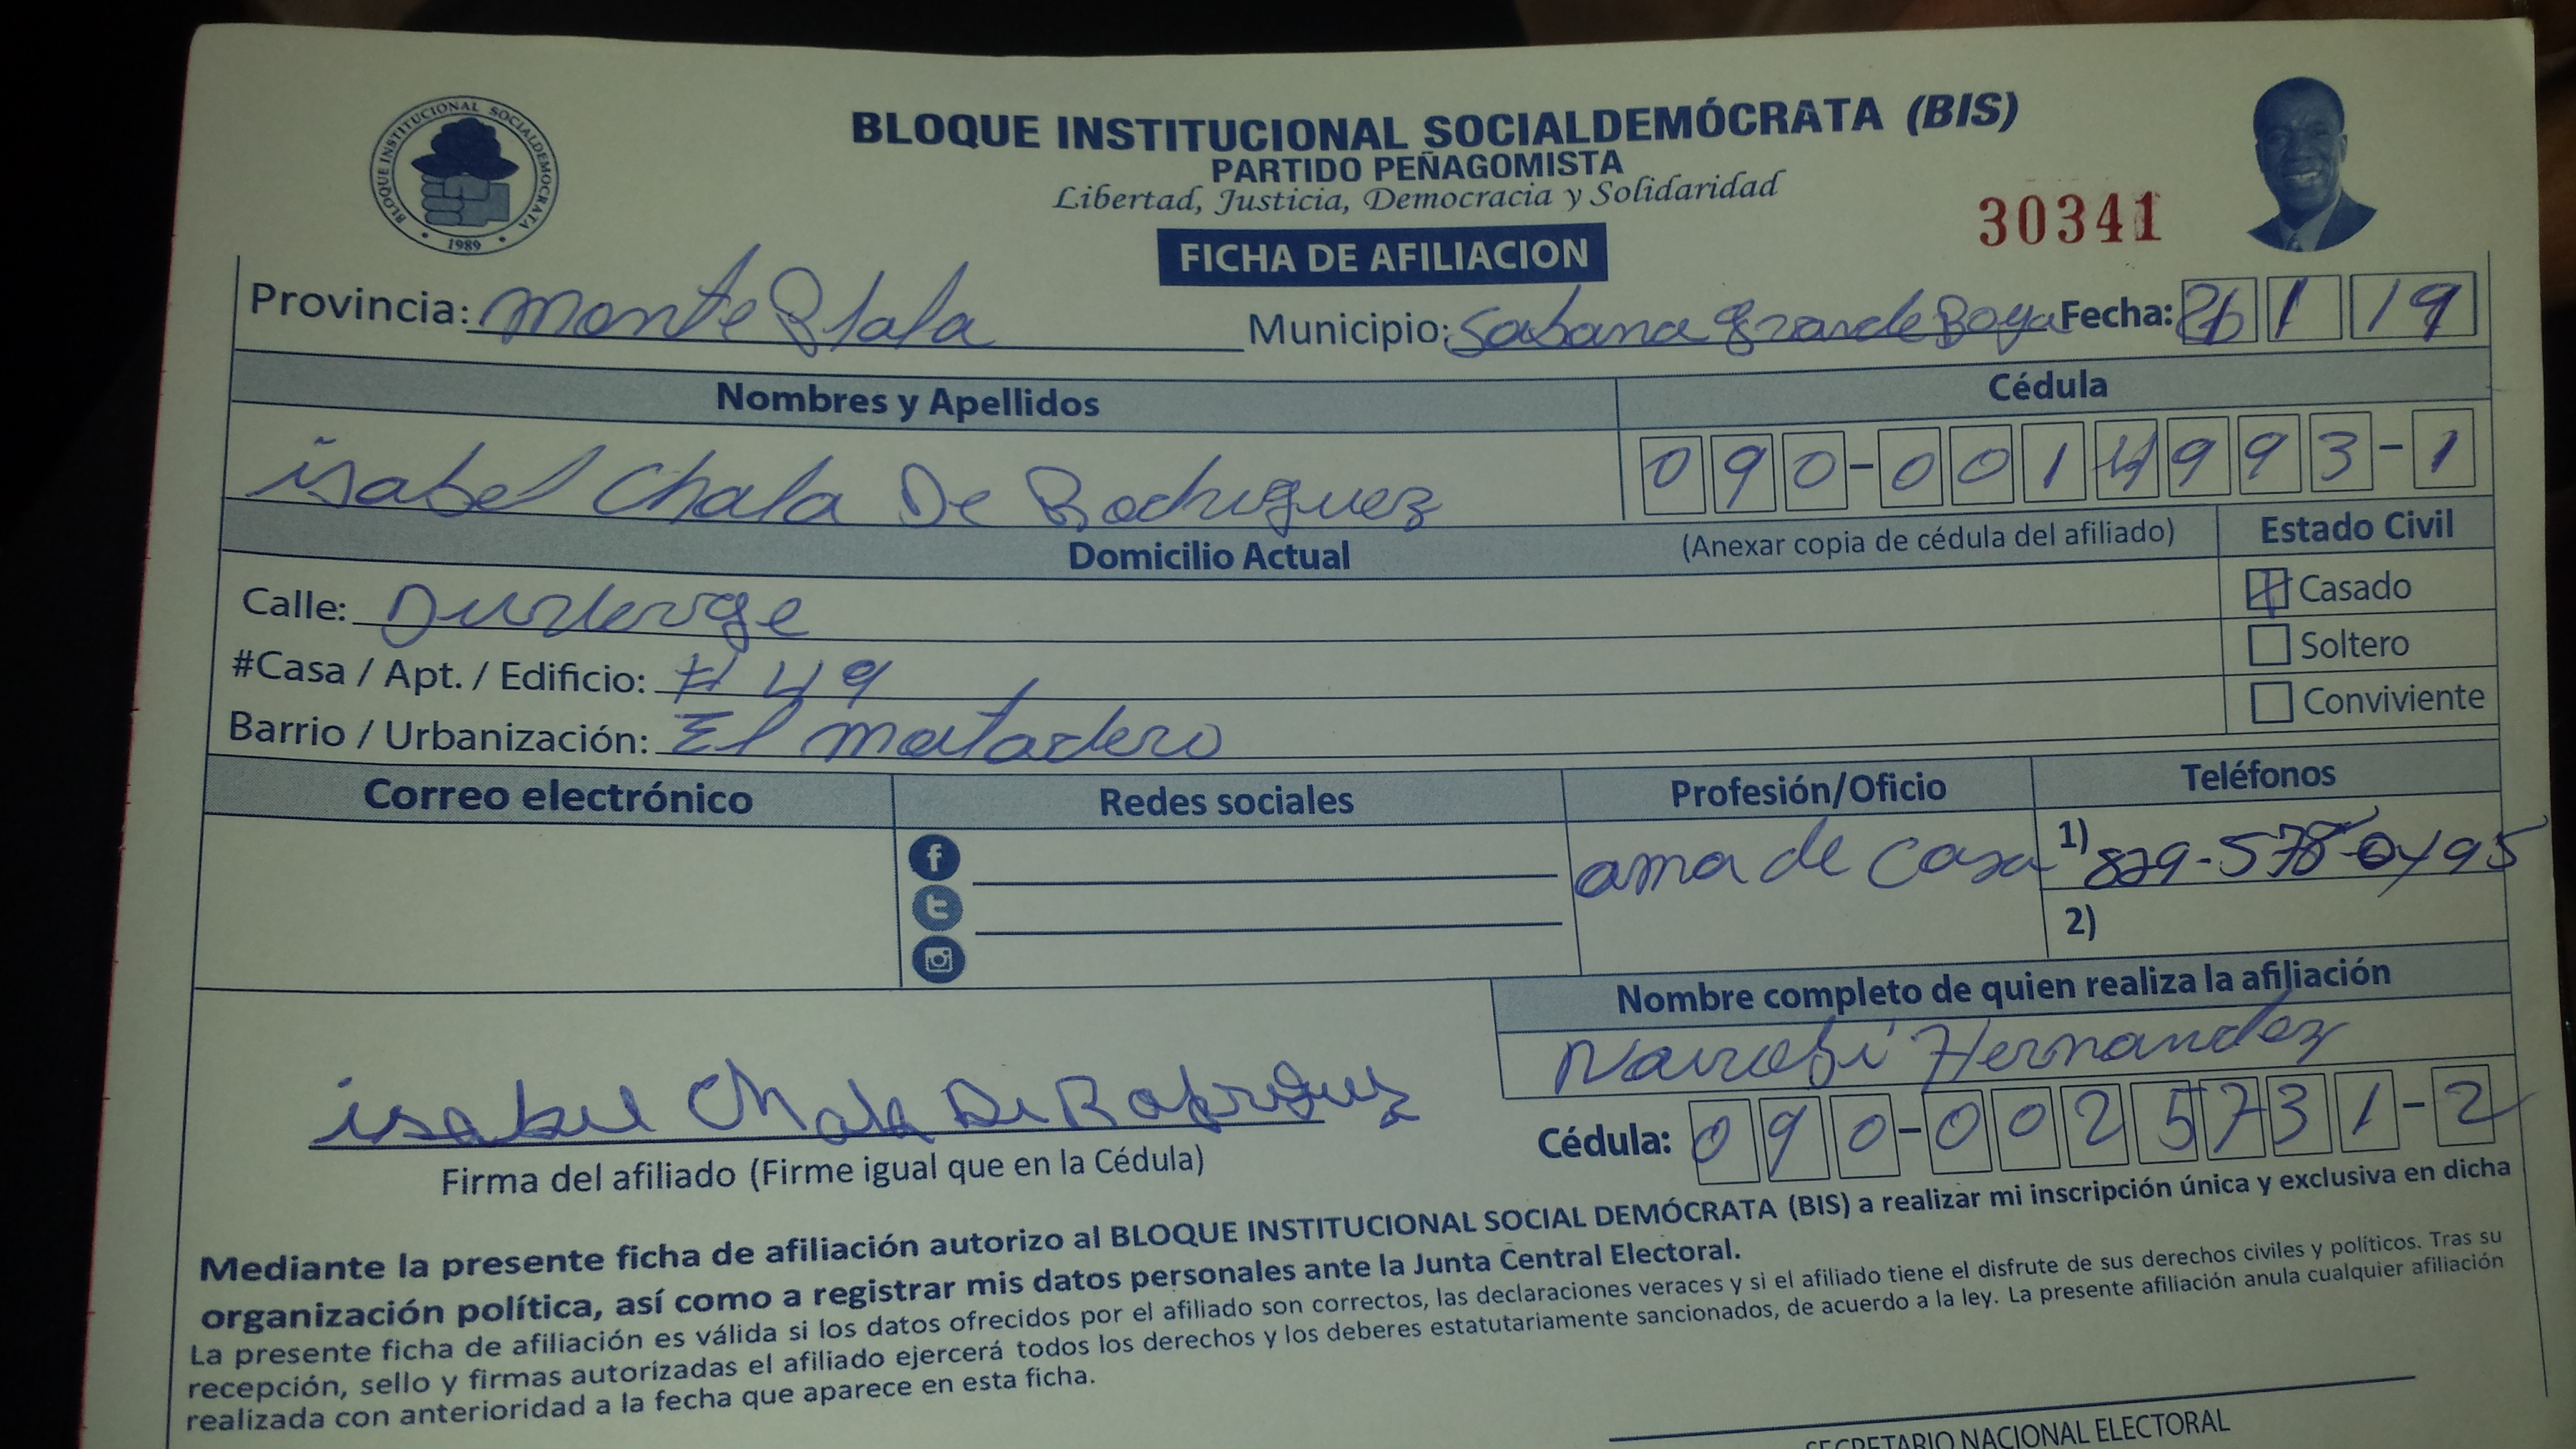 BLOQUE INSTITUCIONAL SOCIALDEMOCRATA
1989
BLOQUE INSTITUCIONAL SOCIALDEMÓCRATA (BIS)
PARTIDO PEÑAGOMISTA
Libertad, Justicia, Democracia y Solidaridad
30341
FICHA DE AFILIACION
Provincia: Monte Plata Municipio: Sabana Grande Boya Fecha: 26 1 19
Nombres y Apellidos Cédula
isabel Chala De Rodriguez 090-0014993-1
Domicilio Actual (Anexar copia de cédula del afiliado) Estado Civil
Calle: Casado
#Casa / Apt. / Edificio: # 49 Soltero
Barrio / Urbanización: El matadero Conviviente
Correo electrónico Redes sociales Profesión/Oficio Teléfonos
ama de casa 1) 829-578-0495
2)
Nombre completo de quien realiza la afiliación
Nairobi Hernandez
isabel Chala De Rodriguez
Cédula: 090-0025731-2
Firma del afiliado (Firme igual que en la Cédula)
Mediante la presente ficha de afiliación autorizo al BLOQUE INSTITUCIONAL SOCIAL DEMÓCRATA (BIS) a realizar mi inscripción única y exclusiva en dicha
organización política, así como a registrar mis datos personales ante la Junta Central Electoral.
La presente ficha de afiliación es válida si los datos ofrecidos por el afiliado son correctos, las declaraciones veraces y si el afiliado tiene el disfrute de sus derechos civiles y políticos. Tras su
recepción, sello y firmas autorizadas el afiliado ejercerá todos los derechos y los deberes estatutariamente sancionados, de acuerdo a la ley. La presente afiliación anula cualquier afiliación
realizada con anterioridad a la fecha que aparece en esta ficha.
SECRETARIO NACIONAL ELECTORAL